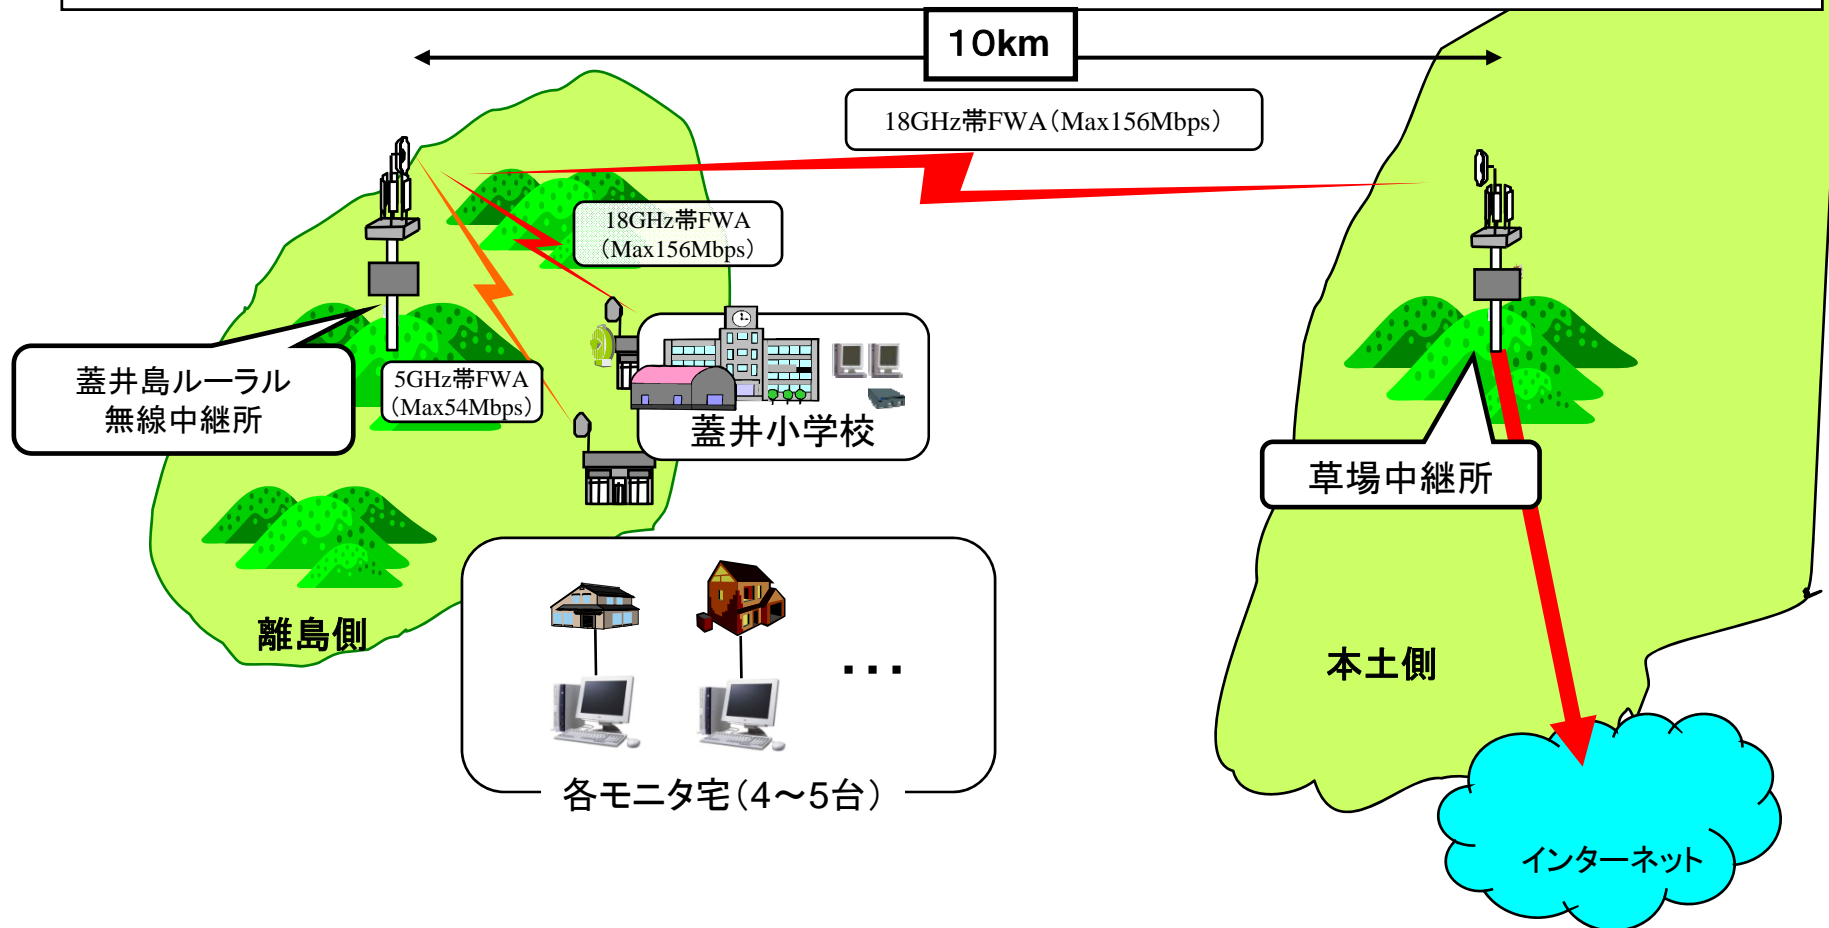 10km
18GHz帯FWA(Max156Mbps)
18GHz帯FWA
(Max156Mbps)
蓋井島ルーラル
無線中継所
5GHz帯FWA
(Max54Mbps)
蓋井小学校
草場中継所
離島側
本土側
・・・
各モニタ宅(4~5台)
インターネット